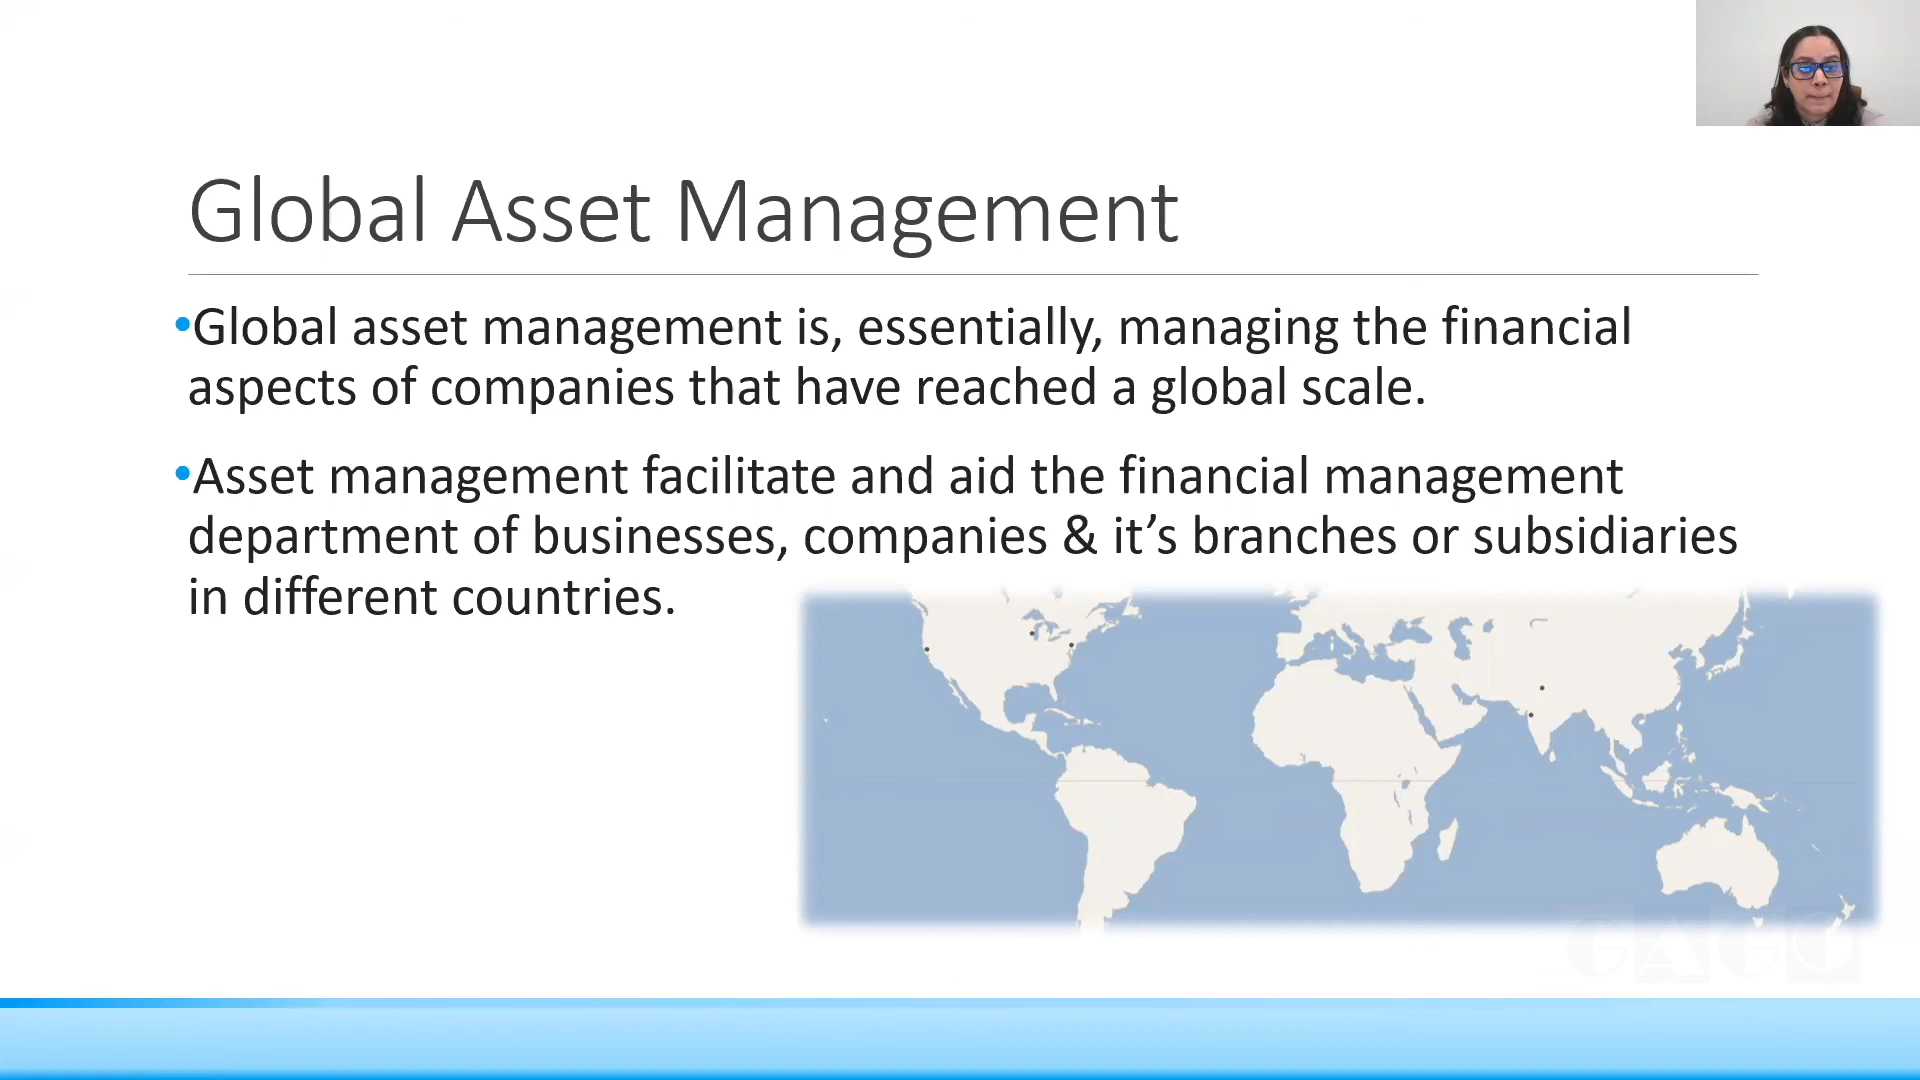 Global Asset Management
•Global asset management is, essentially, managing the financial
aspects of companies that have reached a global scale.
•Asset management facilitate and aid the financial management
department of businesses, companies & it’s branches or subsidiaries
in different countries.